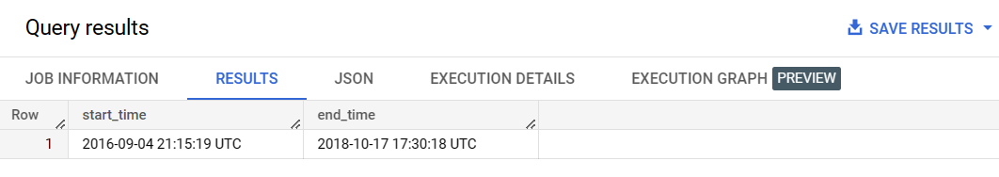 Query results
SAVE RESULTS
JOB INFORMATION RESULTS JSON EXECUTION DETAILS EXECUTION GRAPH PREVIEW
Row start_time end_time
1 2016-09-04 21:15:19 UTC 2018-10-17 17:30:18 UTC